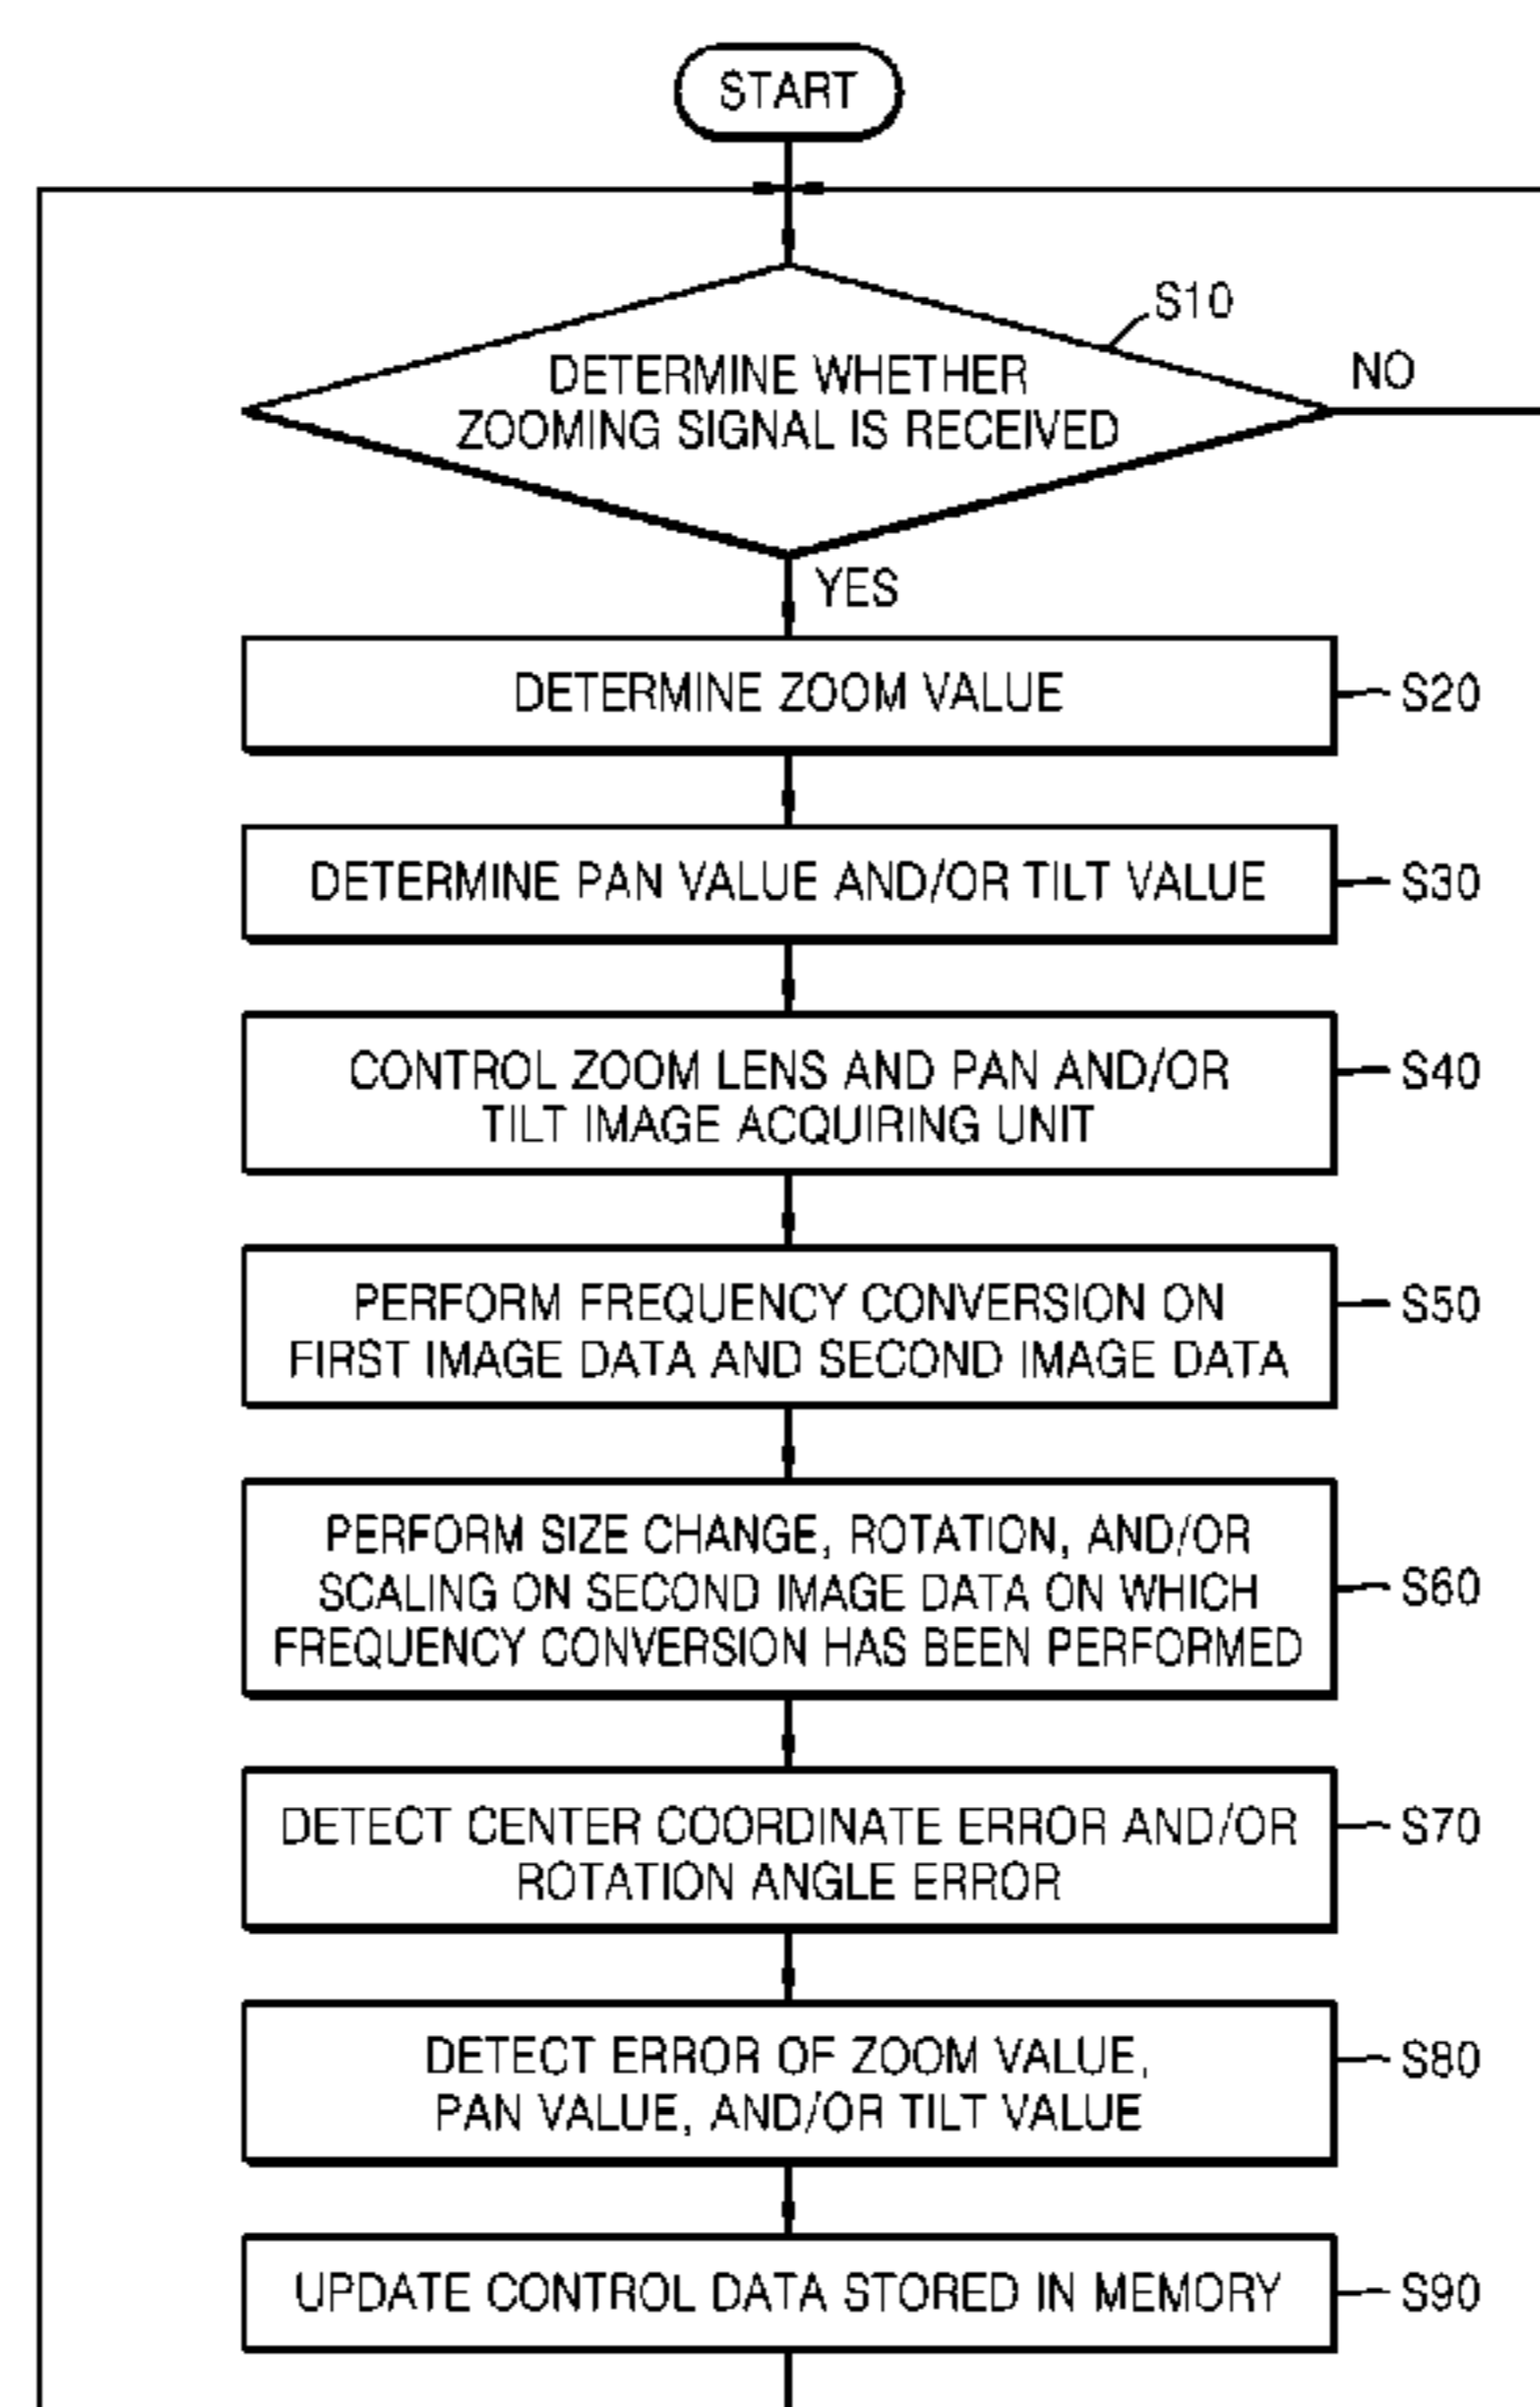 START
S10
DETERMINE WHETHER
ZOOMING SIGNAL IS RECEIVED
NO
YES
DETERMINE ZOOM VALUE
S20
DETERMINE PAN VALUE AND/OR TILT VALUE
S30
CONTROL ZOOM LENS AND PAN AND/OR
TILT IMAGE ACQUIRING UNIT
S40
PERFORM FREQUENCY CONVERSION ON
FIRST IMAGE DATA AND SECOND IMAGE DATA
S50
PERFORM SIZE CHANGE, ROTATION, AND/OR
SCALING ON SECOND IMAGE DATA ON WHICH
FREQUENCY CONVERSION HAS BEEN PERFORMED
S60
DETECT CENTER COORDINATE ERROR AND/OR
ROTATION ANGLE ERROR
S70
DETECT ERROR OF ZOOM VALUE,
PAN VALUE, AND/OR TILT VALUE
S80
UPDATE CONTROL DATA STORED IN MEMORY
S90